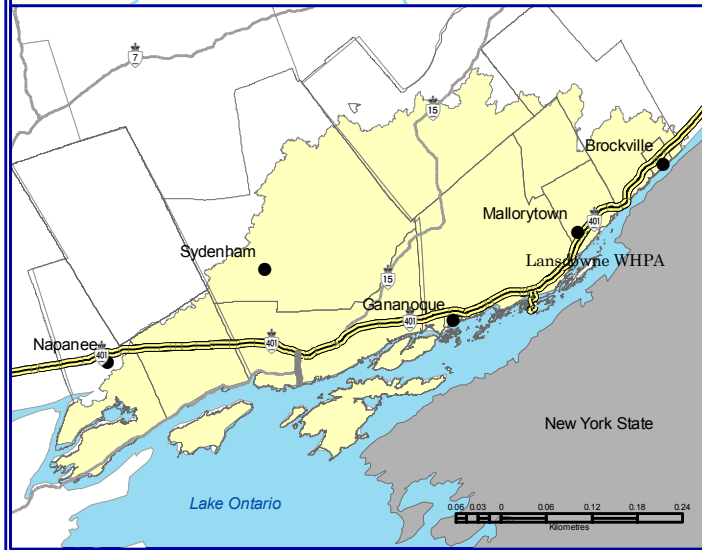 7
15
Brockville
Mallorytown
401
Lansdowne WHPA
Sydenham
15
Gananoque
401
Napanee
401
401
New York State
Lake Ontario
0.06 0.03 0 0.06 0.12 0.18 0.24
Kilometres